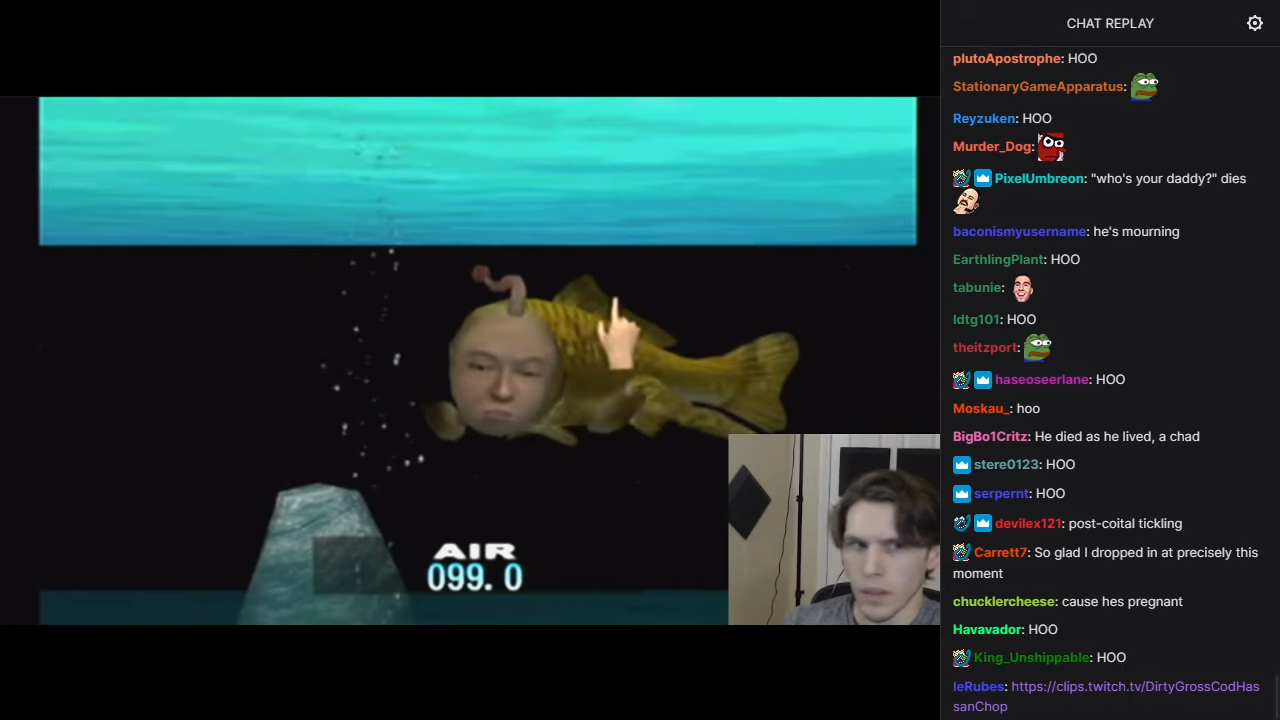 CHAT REPLAY
plutoApostrophe: HOO
StationaryGameApparatus:
Reyzuken: HOO
Murder_Dog:
PixelUmbreon: "who's your daddy?" dies
baconismyusername: he's mourning
EarthlingPlant: HOO
tabunie:
ldtg101: HOO
theitzport:
haseoseerlane: HOO
Moskau_: hoo
BigBo1Critz: He died as he lived, a chad
stere0123: HOO
serpernt: HOO
devilex121: post-coital tickling
Carrett7: So glad I dropped in at precisely this
moment
chucklercheese: cause hes pregnant
Havavador: HOO
King_Unshippable: HOO
leRubes: https://clips.twitch.tv/DirtyGrossCodHas
sanChop
AIR
099. 0